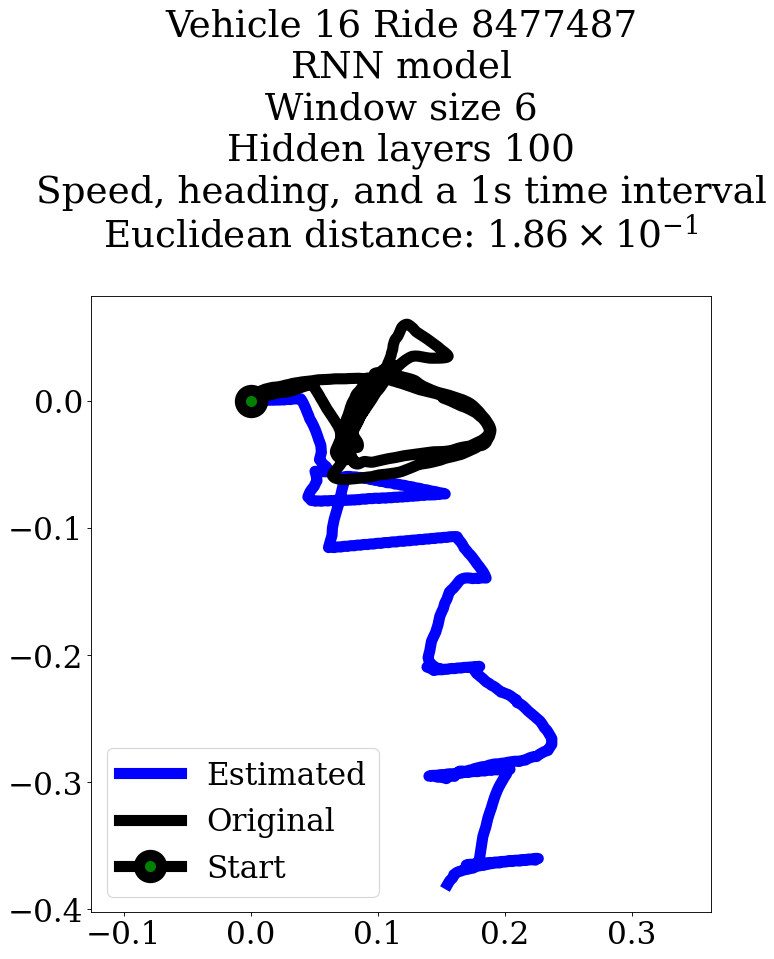 Vehicle 16 Ride 8477487
RNN model
Window size 6
Hidden layers 100
Speed, heading, and a 1s time interval
Euclidean distance: 1.86 × 10⁻¹
0.0
−0.1
−0.2
−0.3
−0.4
Estimated
Original
Start
−0.1 0.0 0.1 0.2 0.3